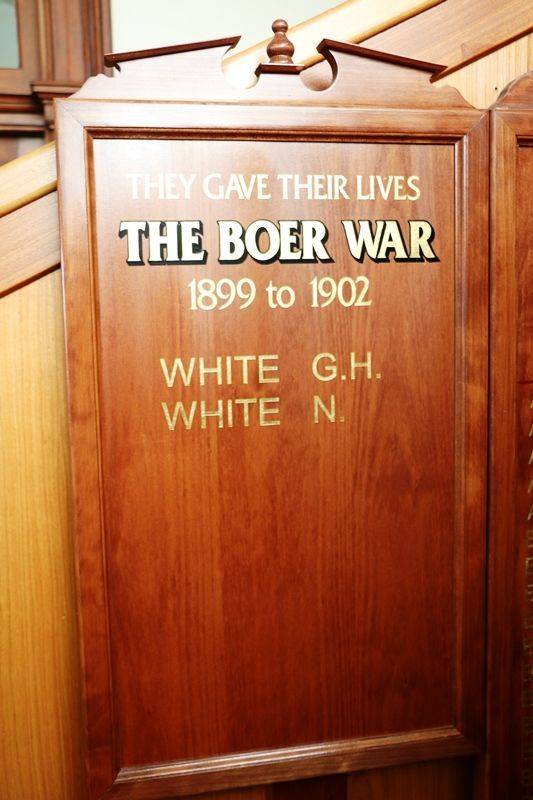 THEY GAVE THEIR LIVES
THE BOER WAR
1899 to 1902
WHITE G.H.
WHITE N.